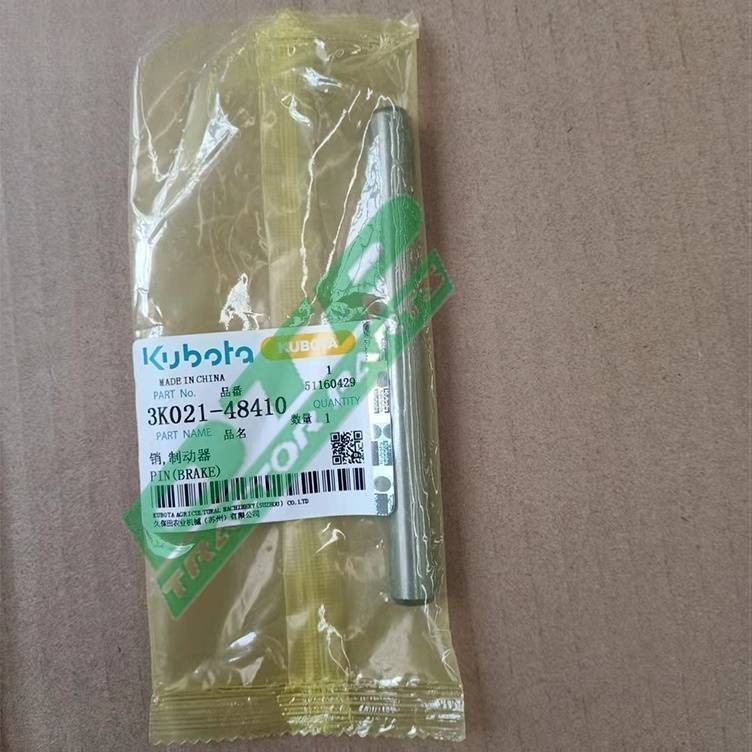 Kubota KUBOTA
MADE IN CHINA 1
PART No. 品番 51160429
3K021-48410 QUANTITY
PART NAME 品名 数量 1
销,制动器
PIN(BRAKE)
KUBOTA AGRICULTURAL MACHINERY(SUZHOU) CO.LTD
久保田农业机械（苏州）有限公司
TRACTOR PARTS